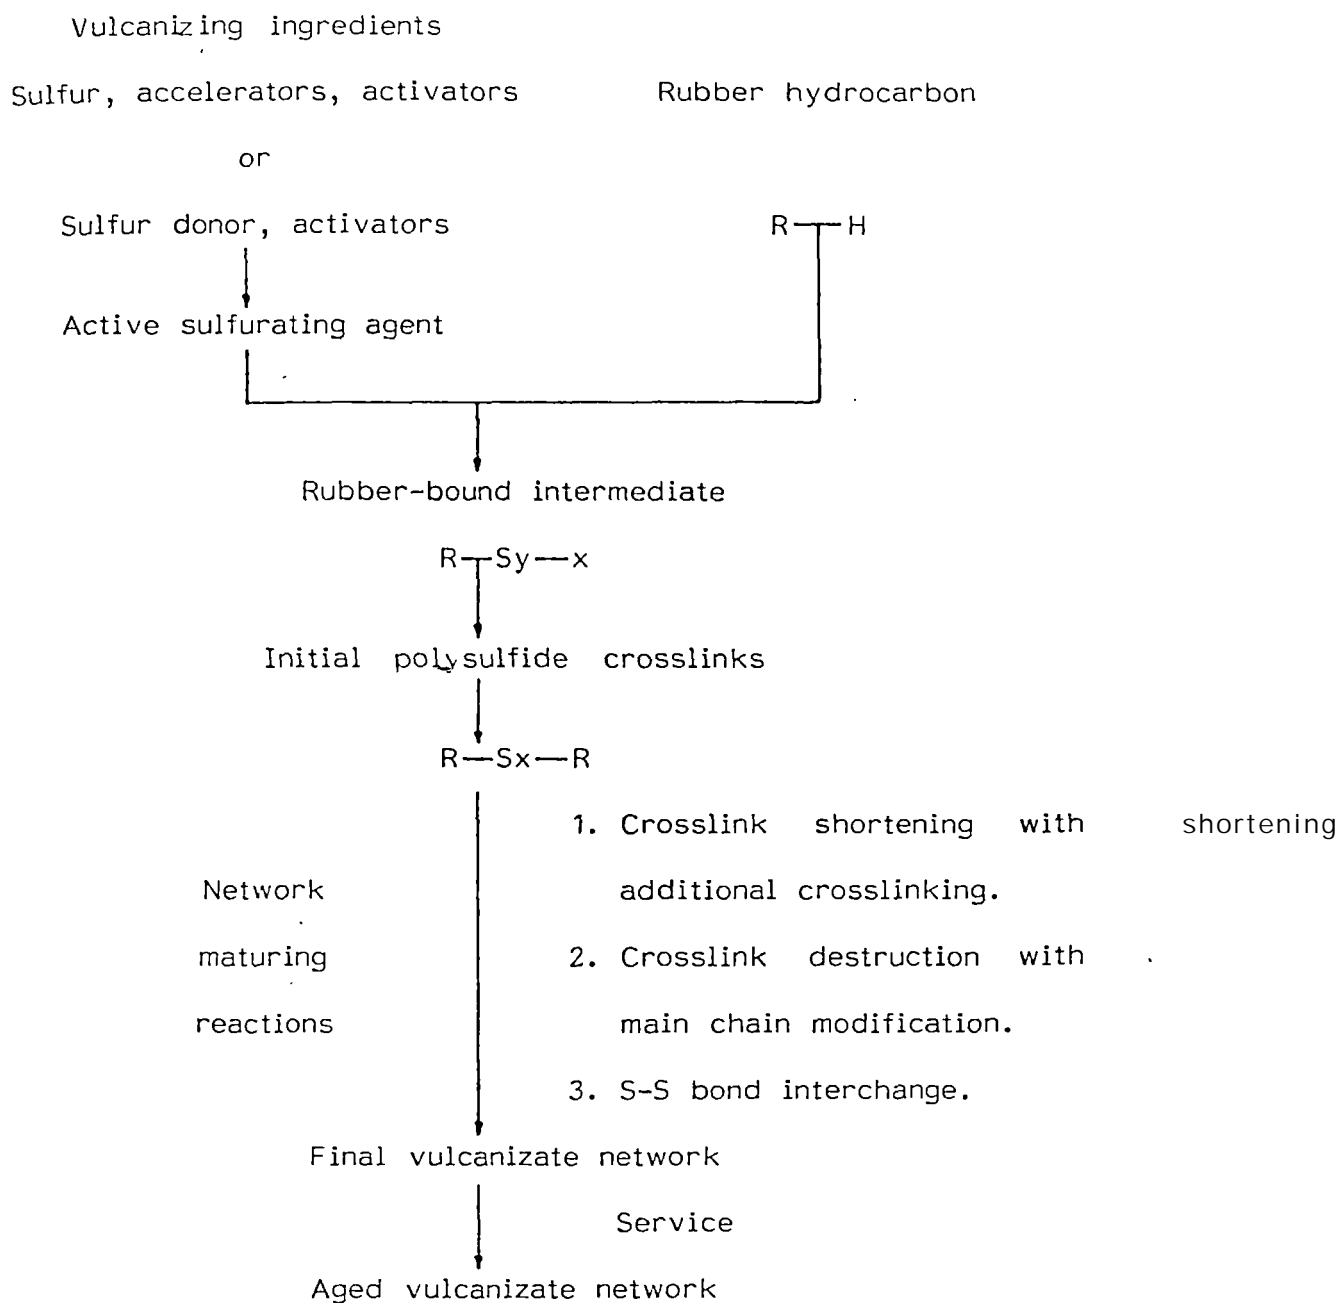 Vulcanizing ingredients
Sulfur, accelerators, activators Rubber hydrocarbon
or
Sulfur donor, activators R—H
Active sulfurating agent
Rubber-bound intermediate
R—Sy—x
Initial polysulfide crosslinks
R—Sx—R
1. Crosslink shortening with shortening
Network additional crosslinking.
maturing 2. Crosslink destruction with
reactions main chain modification.
3. S-S bond interchange.
Final vulcanizate network
Service
Aged vulcanizate network